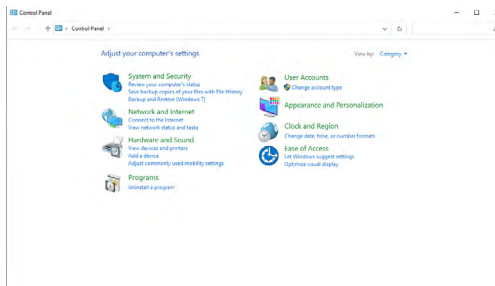 Control Panel
Control Panel
Adjust your computer's settings
View by: Category
System and Security
Review your computer's status
Save backup copies of your files with File History
Backup and Restore (Windows 7)
Network and Internet
Connect to the Internet
View network status and tasks
Hardware and Sound
View devices and printers
Add a device
Adjust commonly used mobility settings
Programs
Uninstall a program
User Accounts
Change account type
Appearance and Personalization
Clock and Region
Change date, time, or number formats
Ease of Access
Let Windows suggest settings
Optimize visual display